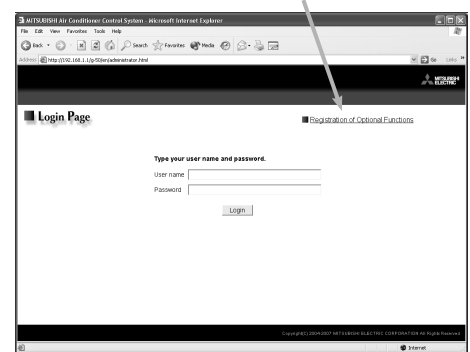 MITSUBISHI Air Conditioner Control System - Microsoft Internet Explorer
File Edit View Favorites Tools Help
Back Search Favorites Media
Address http://192.168.1.1/g-50/en/administrator.html Go Links »
MITSUBISHI
ELECTRIC
Login Page
Registration of Optional Functions
Type your user name and password.
User name
Password
Login
Copyright(C) 2004-2007 MITSUBISHI ELECTRIC CORPORATION All Rights Reserved
Internet